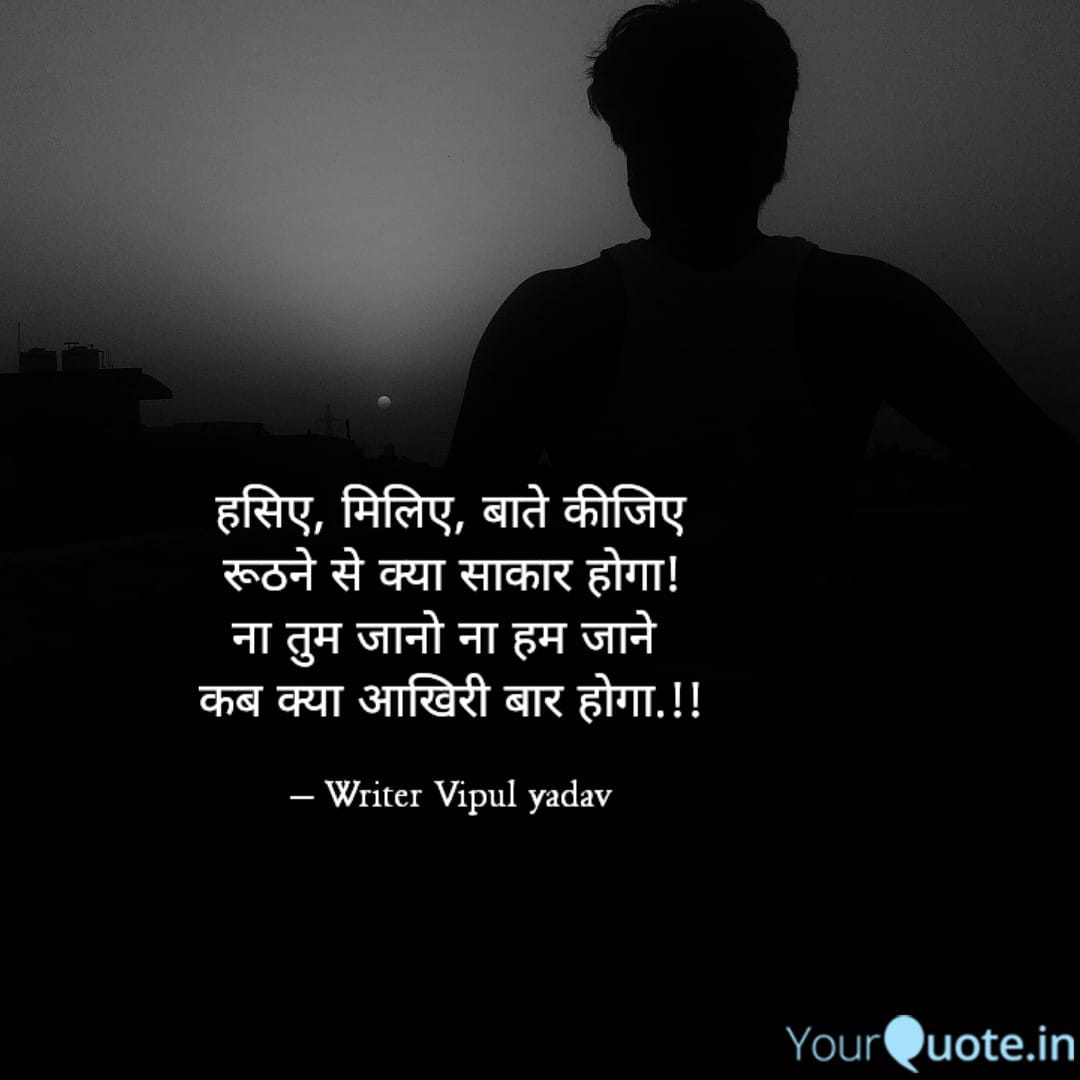 हसिए, मिलिए, बाते कीजिए
रूठने से क्या साकार होगा!
ना तुम जानो ना हम जाने
कब क्या आखिरी बार होगा.!!
— Writer Vipul yadav
YourQuote.in